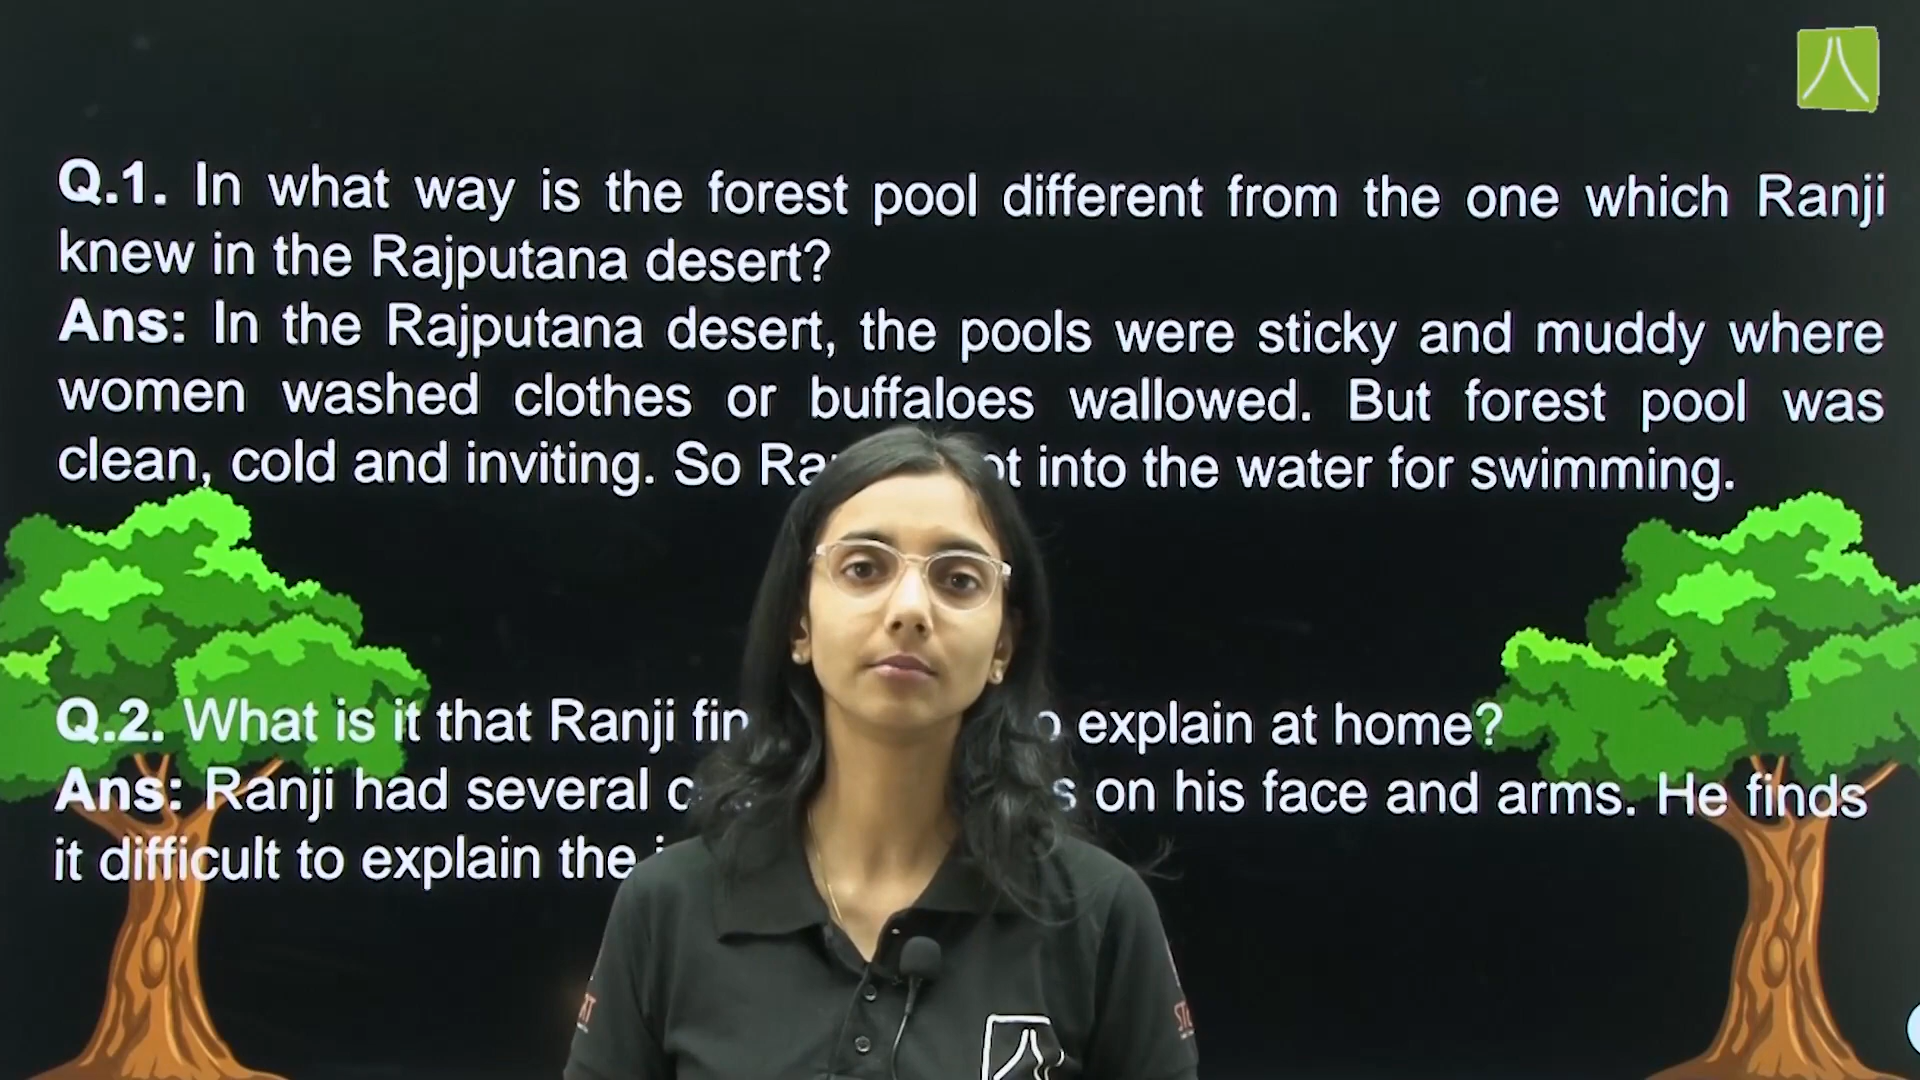 Q.1. In what way is the forest pool different from the one which Ranji
knew in the Rajputana desert?
Ans: In the Rajputana desert, the pools were sticky and muddy where
women washed clothes or buffaloes wallowed. But forest pool was
clean, cold and inviting. So into the water for swimming.
Q.2. What is it that Ranji explain at home?
Ans: Ranji had several on his face and arms. He finds
it difficult to explain the